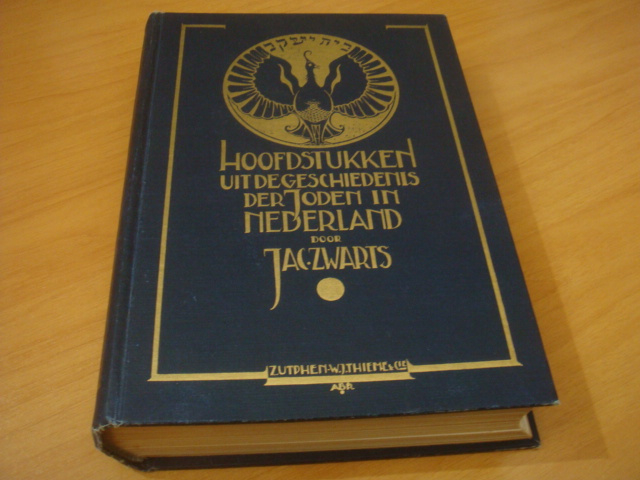 בית יעקב
HOOFDSTUKKEN
UIT DE GESCHIEDENIS
DER JODEN IN
NEDERLAND
DOOR
JAC. ZWARTS
ZUTPHEN·W.J.THIEME & CIE